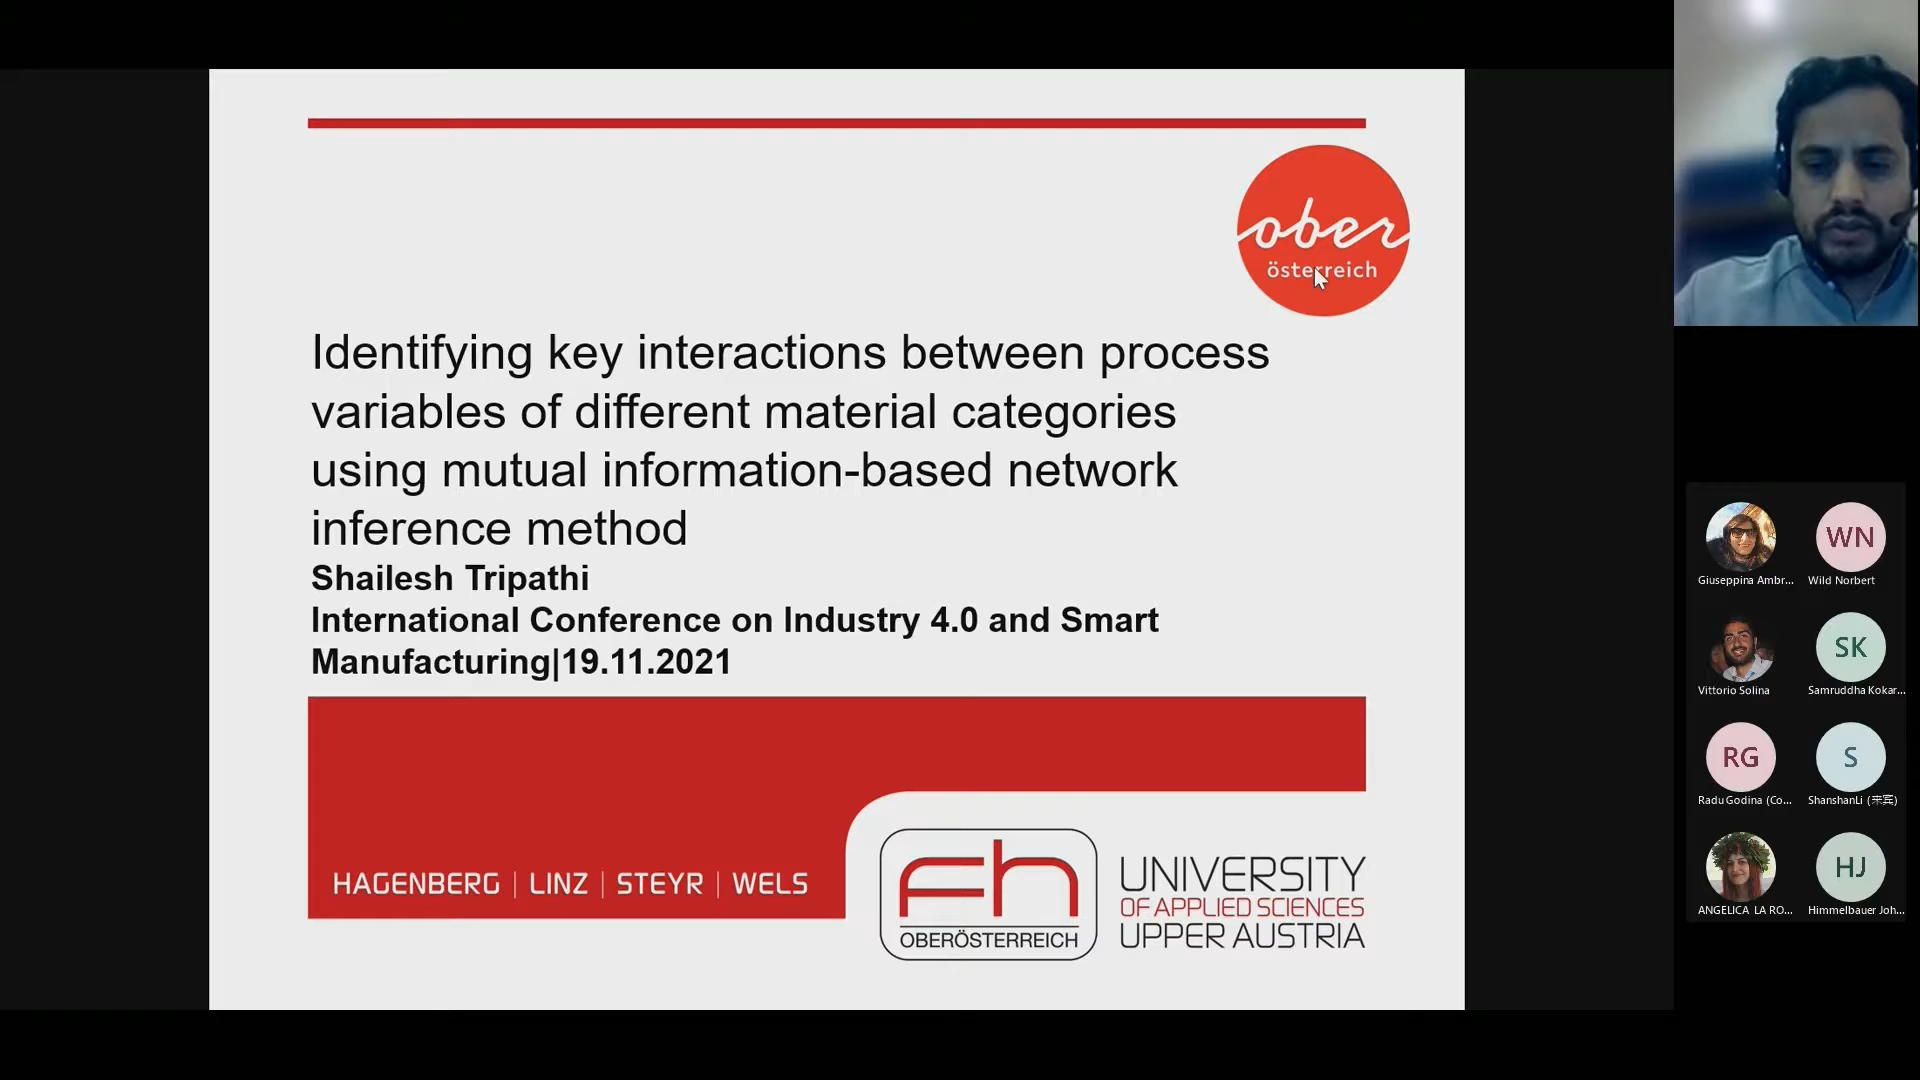 ober
österreich
Identifying key interactions between process
variables of different material categories
using mutual information-based network
inference method
Shailesh Tripathi
International Conference on Industry 4.0 and Smart
Manufacturing|19.11.2021
HAGENBERG | LINZ | STEYR | WELS
fh
OBERÖSTERREICH
UNIVERSITY
OF APPLIED SCIENCES
UPPER AUSTRIA
Giuseppina Ambr...
WN
Wild Norbert
Vittorio Solina
SK
Samruddha Kokar...
RG
Radu Godina (Co...
S
ShanshanLi (来宾)
ANGELICA LA RO...
HJ
Himmelbauer Joh...